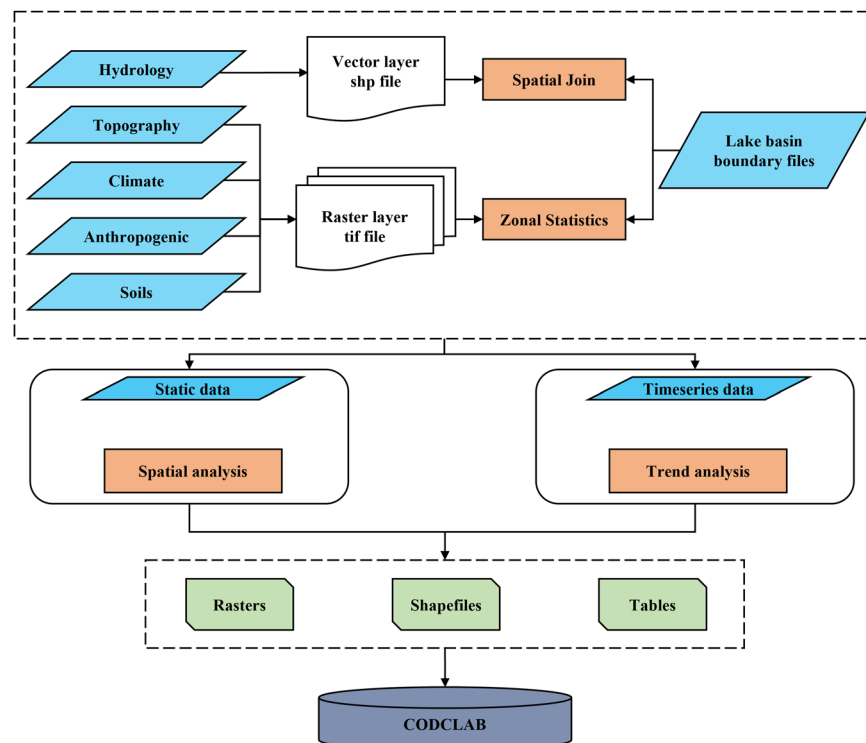 Hydrology
Vector layer
shp file
Spatial Join
Topography
Lake basin
boundary files
Climate
Raster layer
tif file
Zonal Statistics
Anthropogenic
Soils
Static data
Timeseries data
Spatial analysis
Trend analysis
Rasters
Shapefiles
Tables
CODCLAB